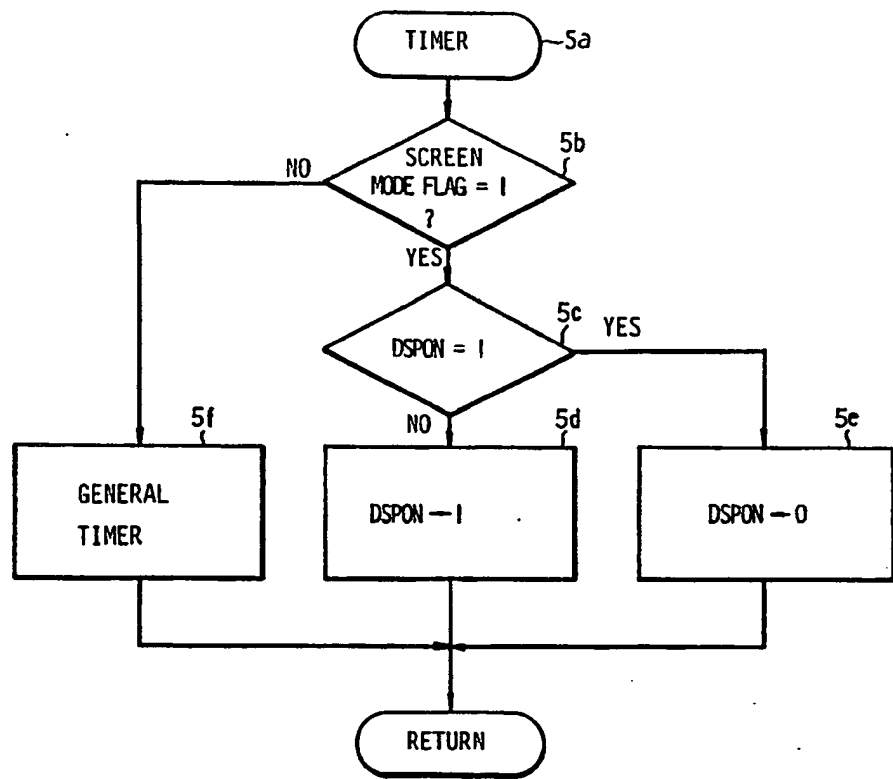 TIMER
5a
5b
SCREEN
MODE FLAG = 1
?
NO
YES
5c
DSPON = 1
YES
NO
5f
5d
5e
GENERAL
TIMER
DSPON ← 1
DSPON ← 0
RETURN